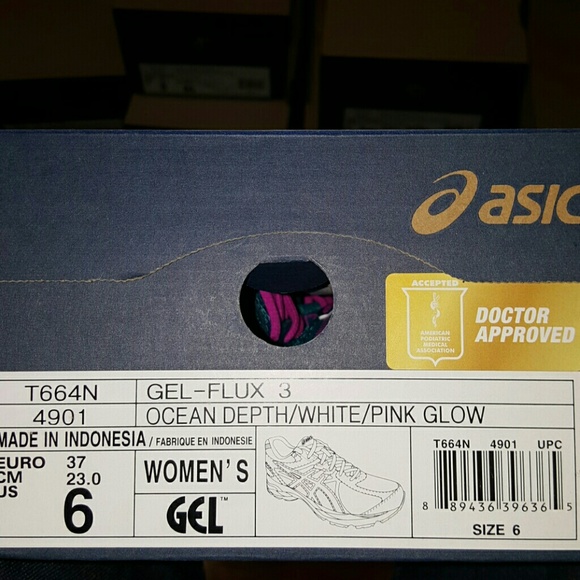 asic
ACCEPTED
AMERICAN
PODIATRIC
MEDICAL
ASSOCIATION
DOCTOR
APPROVED
T664N GEL-FLUX 3
4901 OCEAN DEPTH/WHITE/PINK GLOW
MADE IN INDONESIA / FABRIQUE EN INDONESIE
EURO 37
CM 23.0
US 6
WOMEN'S
GEL™
T664N 4901 UPC
8 89436 39636 5
SIZE 6